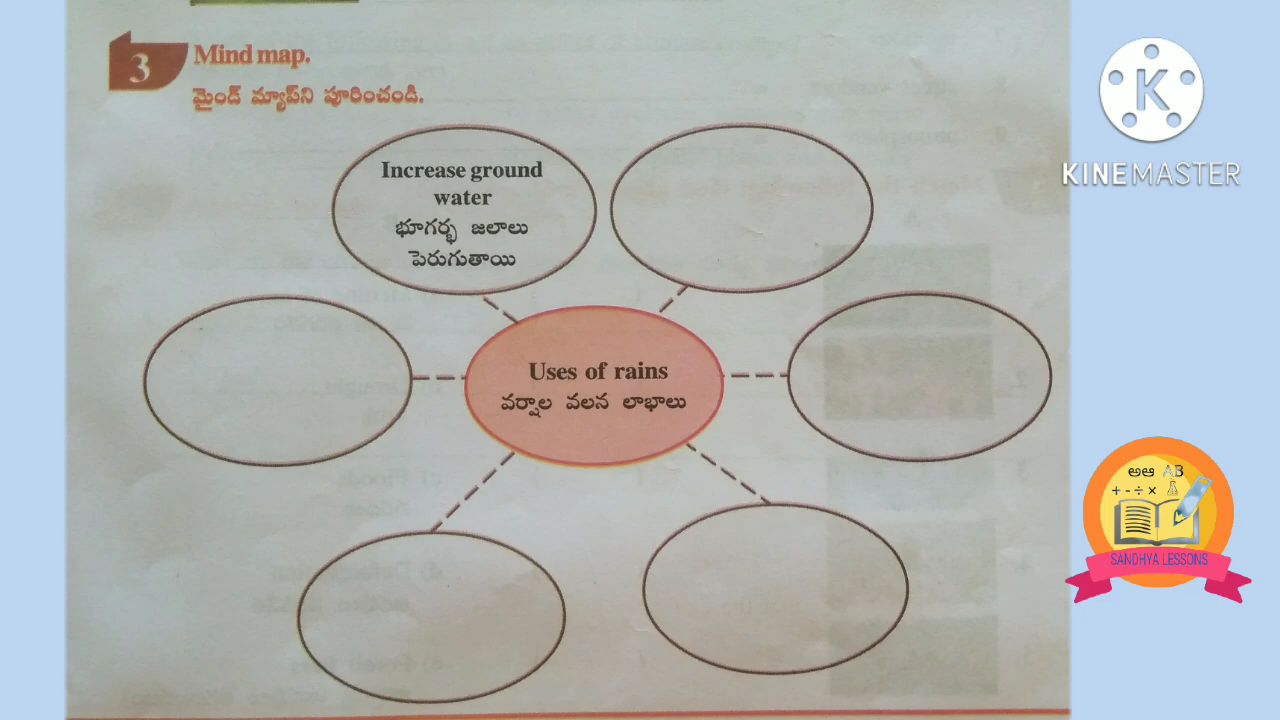 3
Mind map.
మైండ్ మ్యాప్‌ని పూరించండి.
Increase ground
water
భూగర్భ జలాలు
పెరుగుతాయి
Uses of rains
వర్షాల వలన లాభాలు
K
KINEMASTER
అఆ AB
+ - ÷ ×
SANDHYA LESSONS